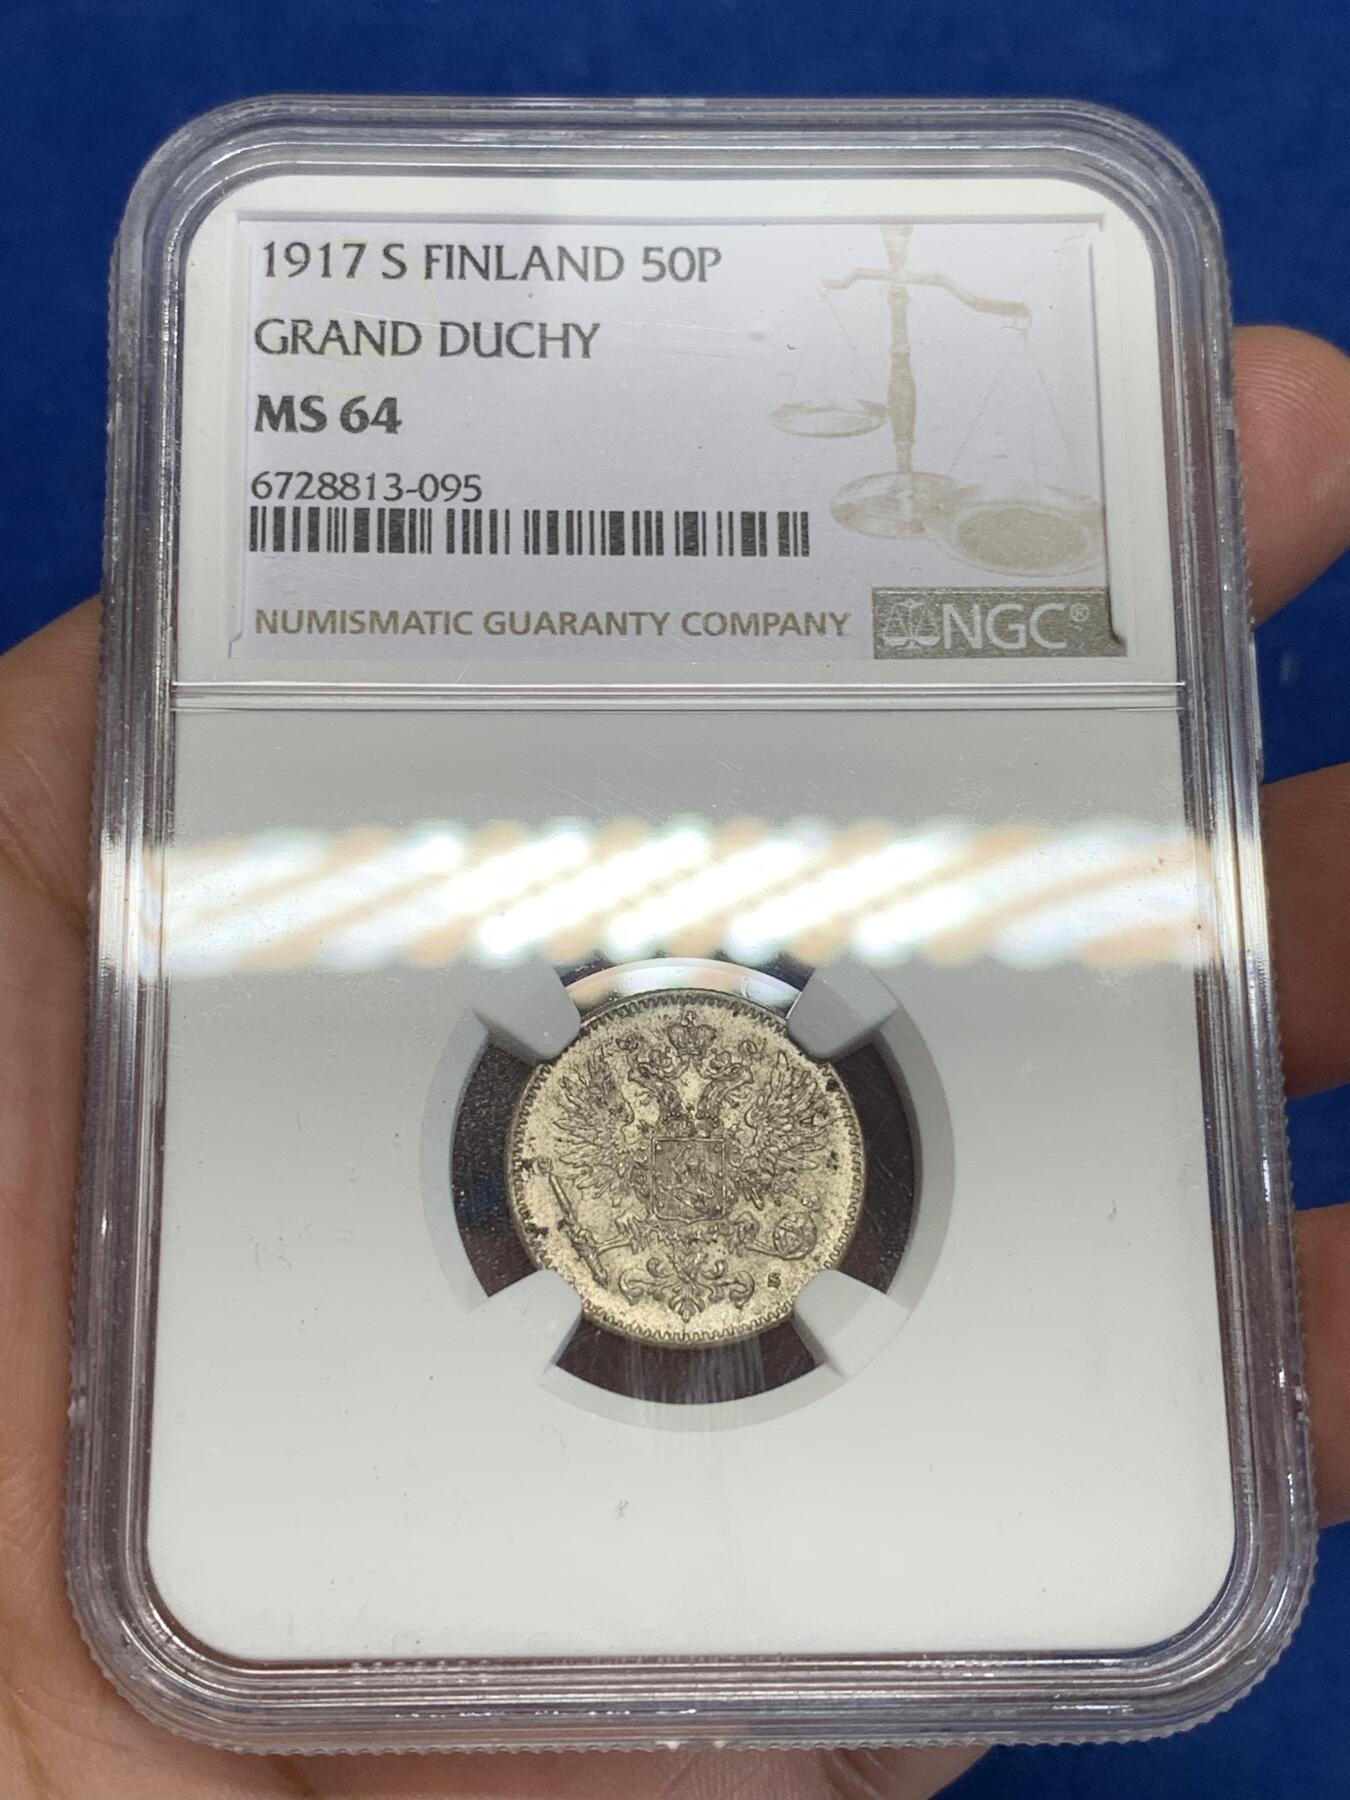 1917 S FINLAND 50P
GRAND DUCHY
MS 64
6728813-095
NUMISMATIC GUARANTY COMPANY NGC®
S